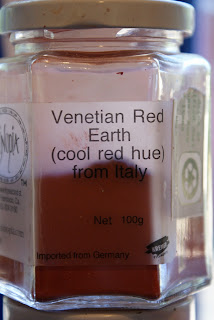 Venetian Red
Earth
(cool red hue)
from Italy
Net 100g
Imported from Germany